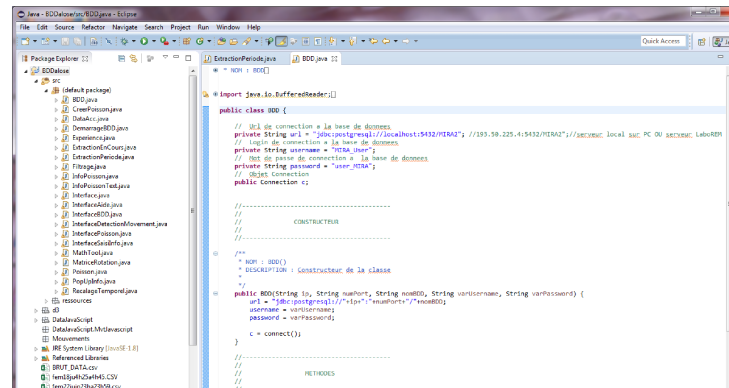 Java - BDDalose/src/BDD.java - Eclipse
File Edit Source Refactor Navigate Search Project Run Window Help
Quick Access
Package Explorer
BDDalose
src
(default package)
BDD.java
CreerPoisson.java
DataAcc.java
DemarrageBDD.java
Experience.java
ExtractionEnCours.java
ExtractionPeriode.java
Filtrage.java
InfoPoisson.java
InfoPoissonText.java
Interface.java
InterfaceAide.java
InterfaceBDD.java
InterfaceDetectionMovement.java
InterfacePoisson.java
InterfaceSaisiInfo.java
MathTool.java
MatriceRotation.java
Poisson.java
PopUpInfo.java
RecalageTemporel.java
ressources
d3
DataJavaScript
DataJavaScript.MvtJavascript
Mouvements
JRE System Library [JavaSE-1.8]
Referenced Libraries
BRUT_DATA.csv
fem18ju4h25a4h45.CSV
ExtractionPeriode.java
BDD.java
* NOM : BDD
import java.io.BufferedReader;
public class BDD {
// Url de connection a la base de donnees
private String url = "jdbc:postgresql://localhost:5432/MIRA2"; //193.50.225.4:5432/MIRA2";//serveur local sur PC OU serveur LaboREM
// Login de connection a la base de donnees
private String username = "MIRA_User";
// Mot de passe de connection a la base de donnees
private String password = "user_MIRA";
// Objet Connection
public Connection c;
//---------------------------------------
//
// CONSTRUCTEUR
//
//---------------------------------------
/**
* NOM : BDD()
* DESCRIPTION : Constructeur de la classe
*
*/
public BDD(String ip, String numPort, String nomBDD, String varUsername, String varPassword) {
url = "jdbc:postgresql://"+ip+":"+numPort+"/"+nomBDD;
username = varUsername;
password = varPassword;
c = connect();
}
//---------------------------------------
//
// METHODES
//